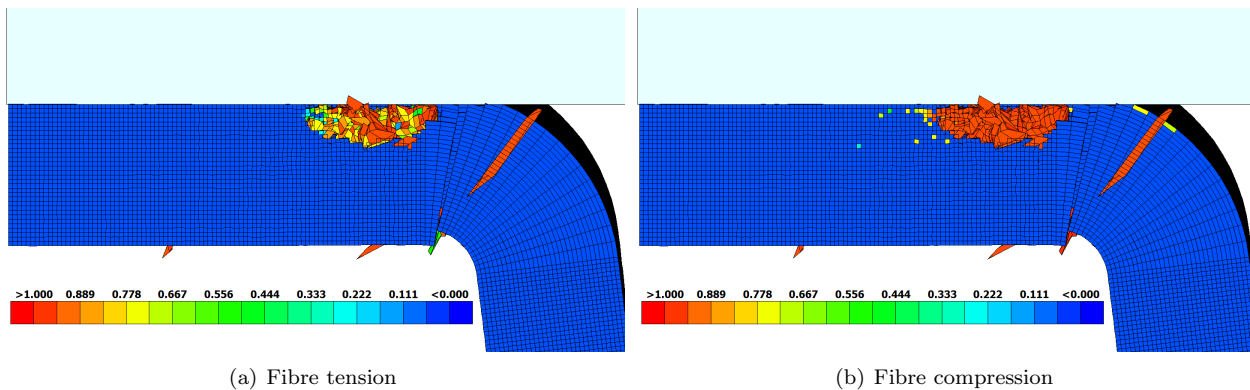 >1.000 0.889 0.778 0.667 0.556 0.444 0.333 0.222 0.111 <0.000
>1.000 0.889 0.778 0.667 0.556 0.444 0.333 0.222 0.111 <0.000
(a) Fibre tension
(b) Fibre compression